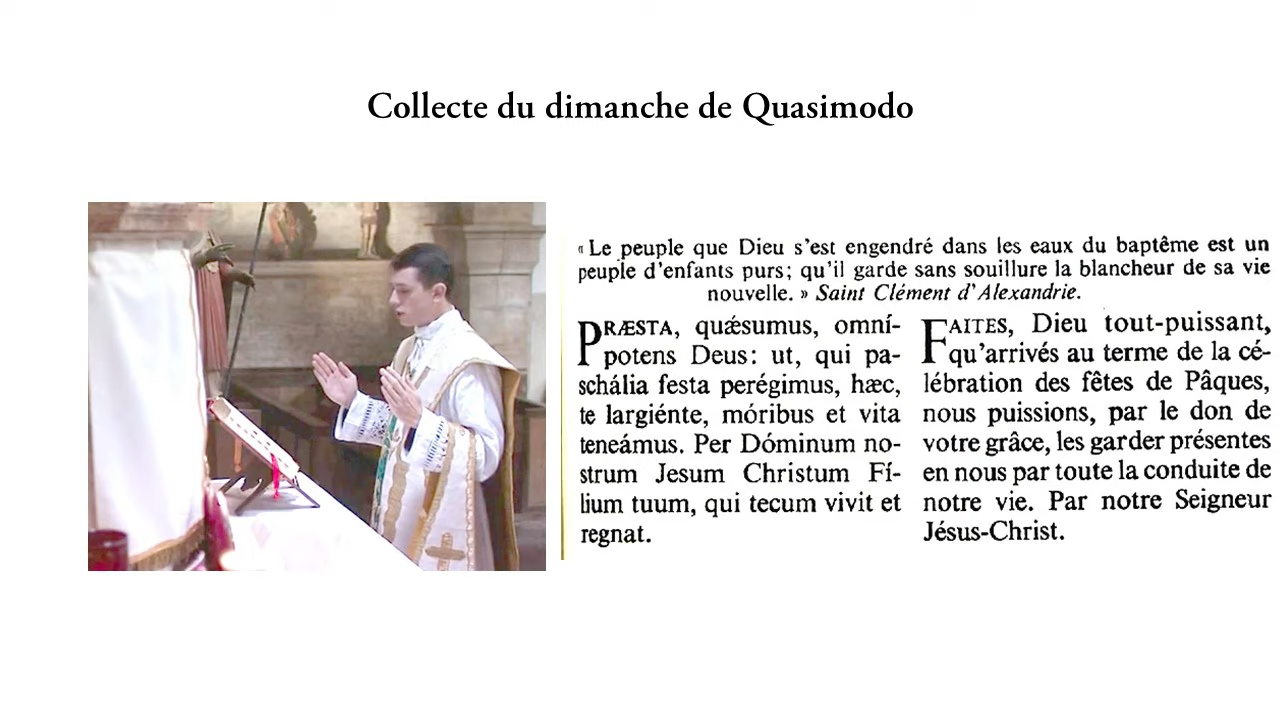 Collecte du dimanche de Quasimodo
« Le peuple que Dieu s'est engendré dans les eaux du baptême est un
peuple d'enfants purs; qu'il garde sans souillure la blancheur de sa vie
nouvelle. » Saint Clément d'Alexandrie.
PRÆSTA, quǽsumus, omní-
potens Deus: ut, qui pa-
schália festa perégimus, hæc,
te largiénte, móribus et vita
teneámus. Per Dóminum no-
strum Jesum Christum Fí-
lium tuum, qui tecum vivit et
regnat.
FAITES, Dieu tout-puissant,
qu'arrivés au terme de la cé-
lébration des fêtes de Pâques,
nous puissions, par le don de
votre grâce, les garder présentes
en nous par toute la conduite de
notre vie. Par notre Seigneur
Jésus-Christ.